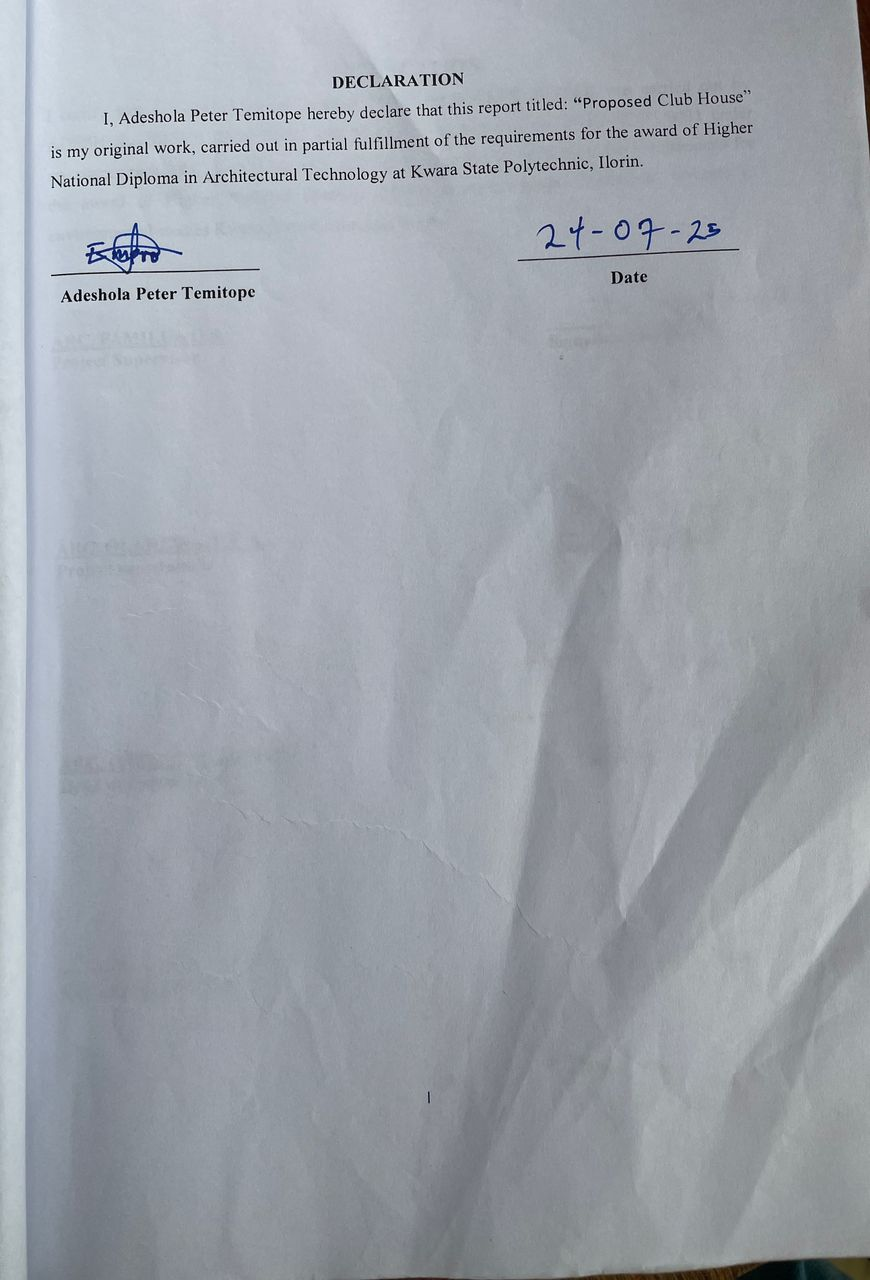 DECLARATION
I, Adeshola Peter Temitope hereby declare that this report titled: “Proposed Club House”
is my original work, carried out in partial fulfillment of the requirements for the award of Higher
National Diploma in Architectural Technology at Kwara State Polytechnic, Ilorin.
24-07-25
Adeshola Peter Temitope
Date
I